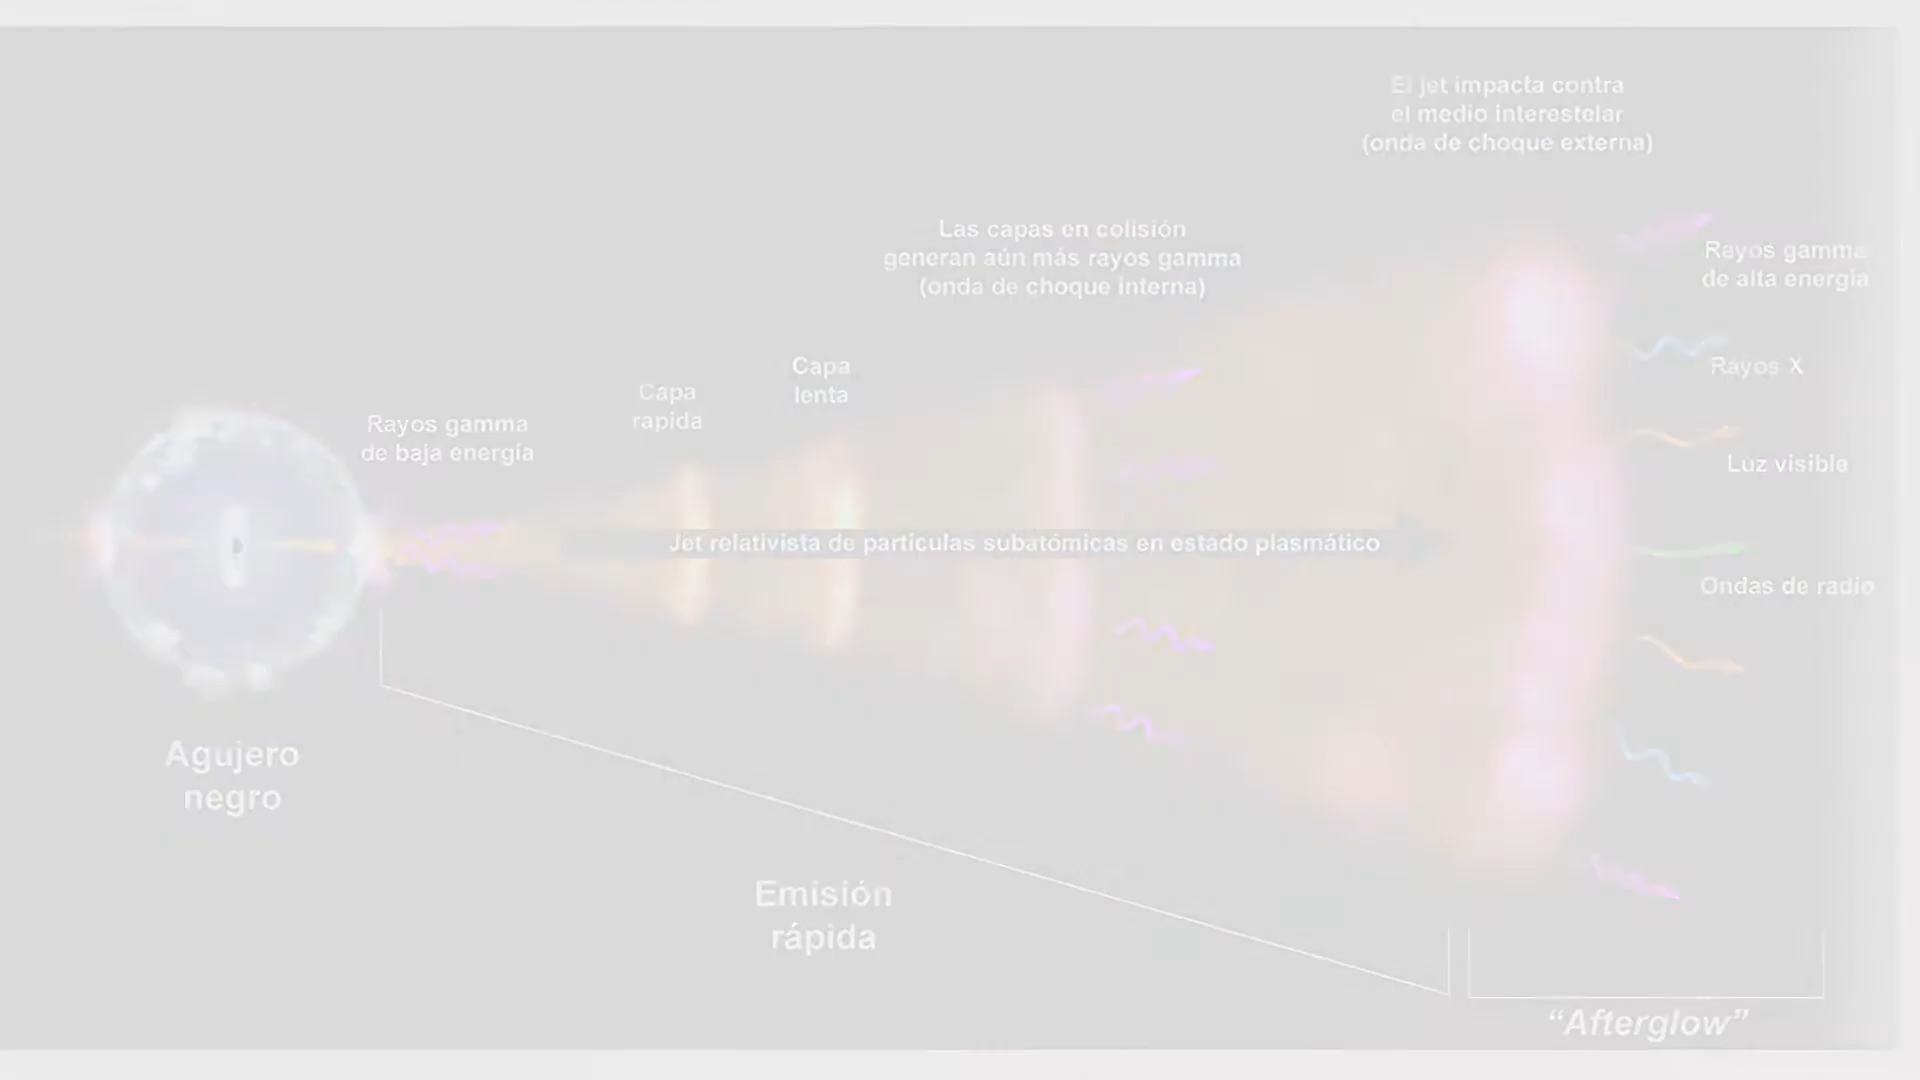 El jet impacta contra
el medio interestelar
(onda de choque externa)
Las capas en colisión
generan aún más rayos gamma
(onda de choque interna)
Rayos gamma
de alta energía
Capa
lenta
Rayos X
Capa
rapida
Rayos gamma
de baja energía
Luz visible
Jet relativista de partículas subatómicas en estado plasmático
Ondas de radio
Agujero
negro
Emisión
rápida
“Afterglow”